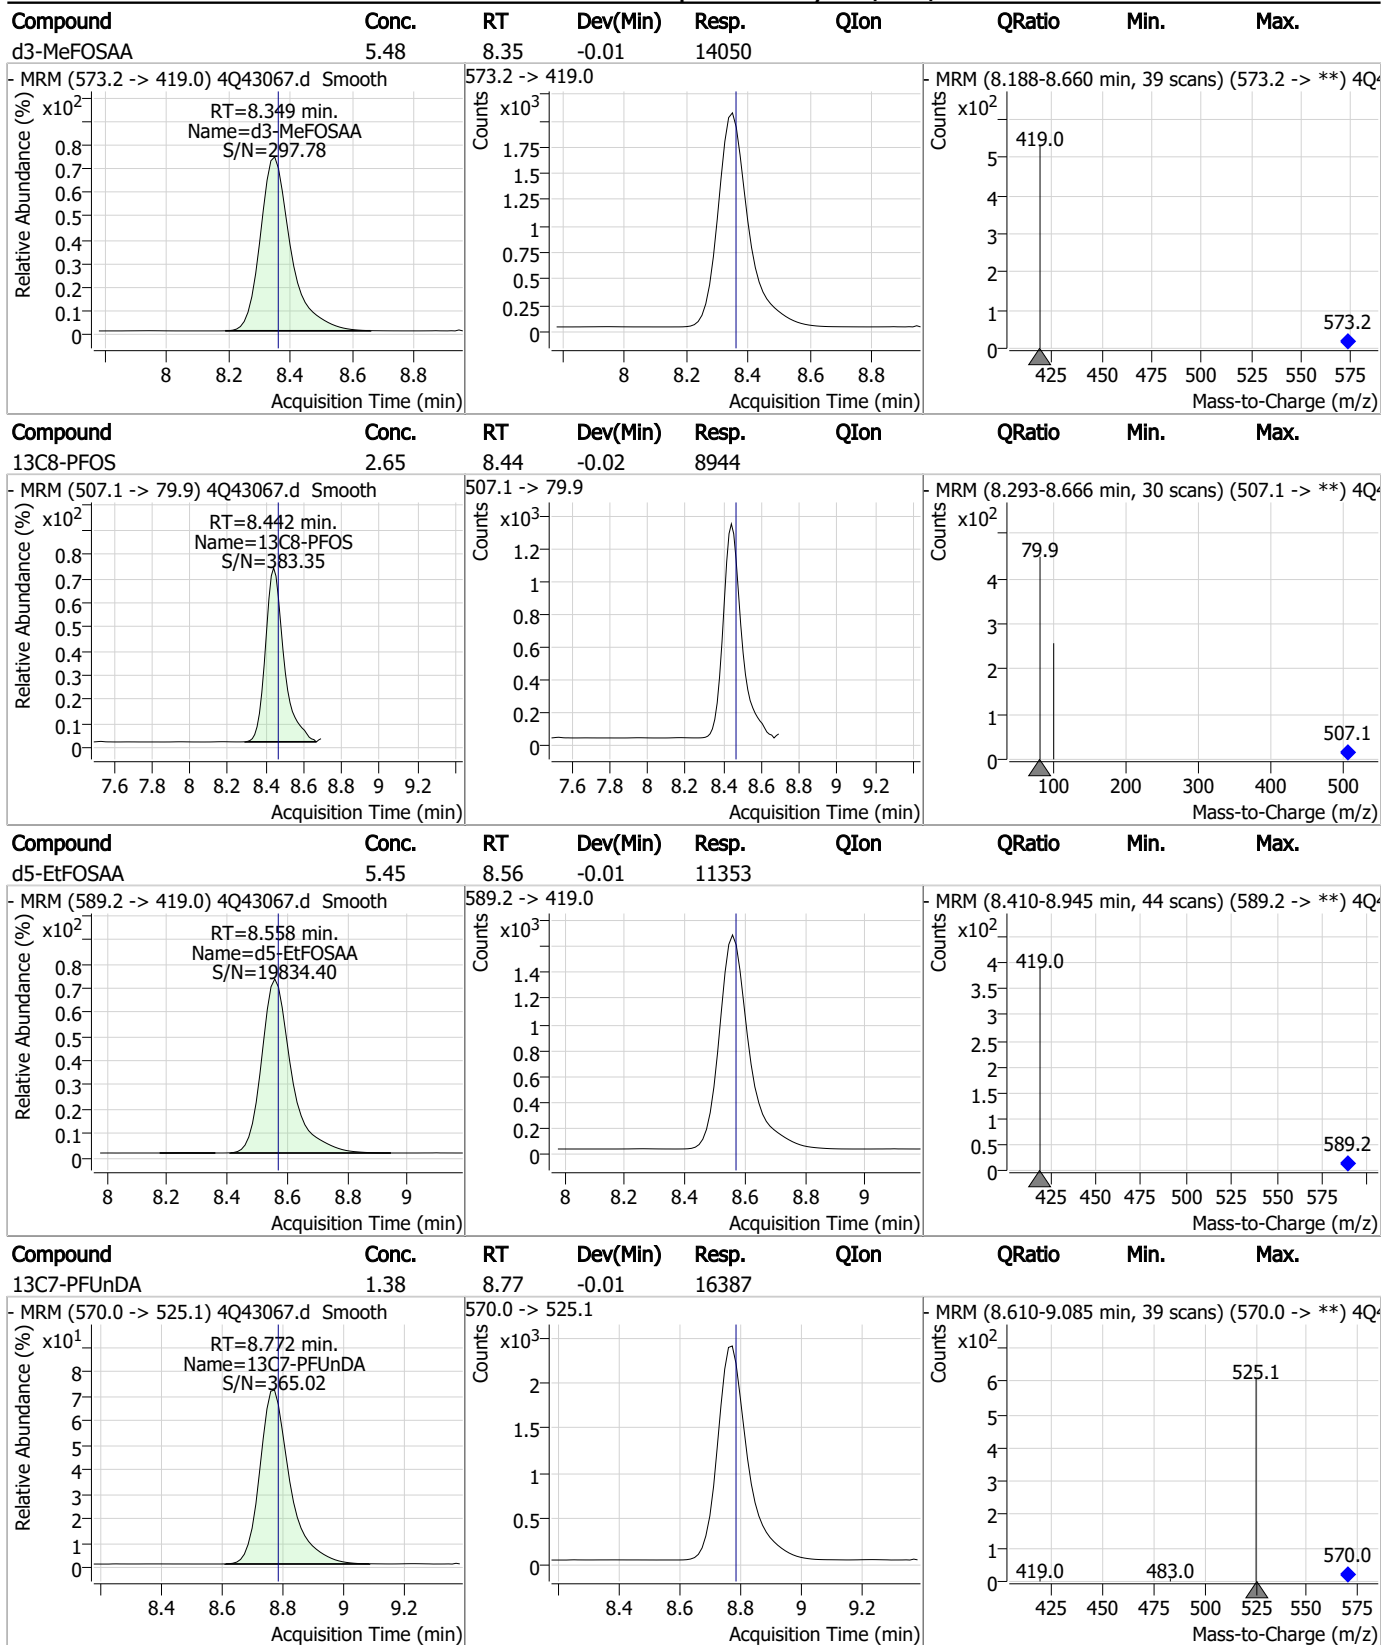 Compound Conc. RT Dev(Min) Resp. QIon QRatio Min. Max.
d3-MeFOSAA 5.48 8.35 -0.01 14050
- MRM (573.2 -> 419.0) 4Q43067.d Smooth
573.2 -> 419.0
- MRM (8.188-8.660 min, 39 scans) (573.2 -> **) 4Q4
Relative Abundance (%)
x10²
RT=8.349 min.
Name=d3-MeFOSAA
S/N=297.78
0.8
0.7
0.6
0.5
0.4
0.3
0.2
0.1
0
8 8.2 8.4 8.6 8.8
Acquisition Time (min)
Counts
x10³
1.75
1.5
1.25
1
0.75
0.5
0.25
0
8 8.2 8.4 8.6 8.8
Acquisition Time (min)
Counts
x10²
419.0
5
4
3
2
1
0
573.2
425 450 475 500 525 550 575
Mass-to-Charge (m/z)
Compound Conc. RT Dev(Min) Resp. QIon QRatio Min. Max.
13C8-PFOS 2.65 8.44 -0.02 8944
- MRM (507.1 -> 79.9) 4Q43067.d Smooth
507.1 -> 79.9
- MRM (8.293-8.666 min, 30 scans) (507.1 -> **) 4Q4
Relative Abundance (%)
x10²
RT=8.442 min.
Name=13C8-PFOS
S/N=383.35
0.8
0.7
0.6
0.5
0.4
0.3
0.2
0.1
0
7.6 7.8 8 8.2 8.4 8.6 8.8 9 9.2
Acquisition Time (min)
Counts
x10³
1.2
1
0.8
0.6
0.4
0.2
0
7.6 7.8 8 8.2 8.4 8.6 8.8 9 9.2
Acquisition Time (min)
Counts
x10²
79.9
4
3
2
1
0
507.1
100 200 300 400 500
Mass-to-Charge (m/z)
Compound Conc. RT Dev(Min) Resp. QIon QRatio Min. Max.
d5-EtFOSAA 5.45 8.56 -0.01 11353
- MRM (589.2 -> 419.0) 4Q43067.d Smooth
589.2 -> 419.0
- MRM (8.410-8.945 min, 44 scans) (589.2 -> **) 4Q4
Relative Abundance (%)
x10²
RT=8.558 min.
Name=d5-EtFOSAA
S/N=19834.40
0.8
0.7
0.6
0.5
0.4
0.3
0.2
0.1
0
8 8.2 8.4 8.6 8.8 9
Acquisition Time (min)
Counts
x10³
1.4
1.2
1
0.8
0.6
0.4
0.2
0
8 8.2 8.4 8.6 8.8 9
Acquisition Time (min)
Counts
x10²
419.0
4
3.5
3
2.5
2
1.5
1
0.5
0
589.2
425 450 475 500 525 550 575
Mass-to-Charge (m/z)
Compound Conc. RT Dev(Min) Resp. QIon QRatio Min. Max.
13C7-PFUnDA 1.38 8.77 -0.01 16387
- MRM (570.0 -> 525.1) 4Q43067.d Smooth
570.0 -> 525.1
- MRM (8.610-9.085 min, 39 scans) (570.0 -> **) 4Q4
Relative Abundance (%)
x10¹
RT=8.772 min.
Name=13C7-PFUnDA
S/N=365.02
8
7
6
5
4
3
2
1
0
8.4 8.6 8.8 9 9.2
Acquisition Time (min)
Counts
x10³
2
1.5
1
0.5
0
8.4 8.6 8.8 9 9.2
Acquisition Time (min)
Counts
x10²
525.1
6
5
4
3
2
1
0
419.0 483.0 570.0
425 450 475 500 525 550 575
Mass-to-Charge (m/z)